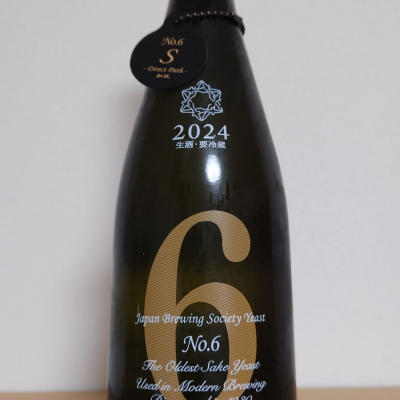 No.6
S
- Direct Path -
2024
生酒・要冷蔵
6
Japan Brewing Society Yeast
No.6
The Oldest Sake Yeast
Used in Modern Brewing